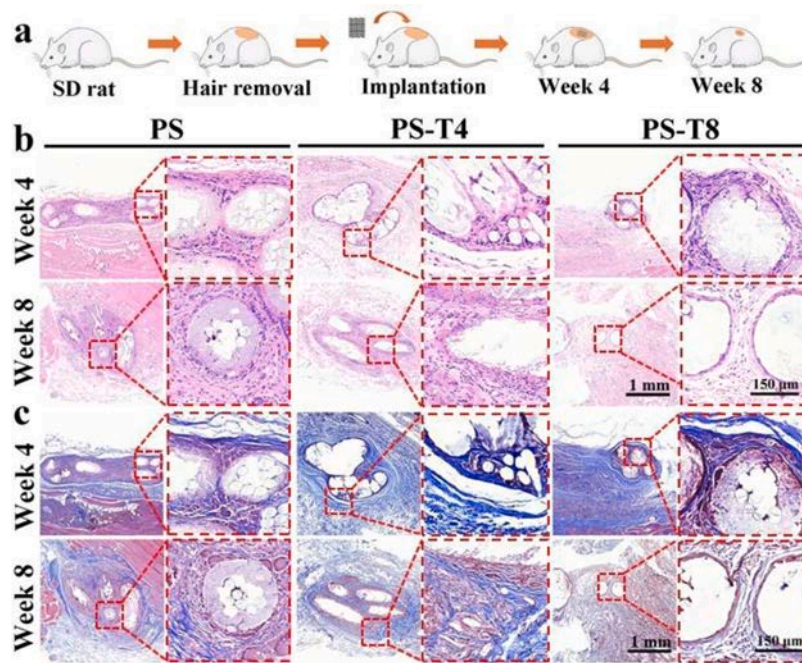 a
SD rat
Hair removal
Implantation
Week 4
Week 8
PS
PS-T4
PS-T8
b
Week 4
Week 8
1 mm
150 μm
c
Week 4
Week 8
1 mm
150 μm